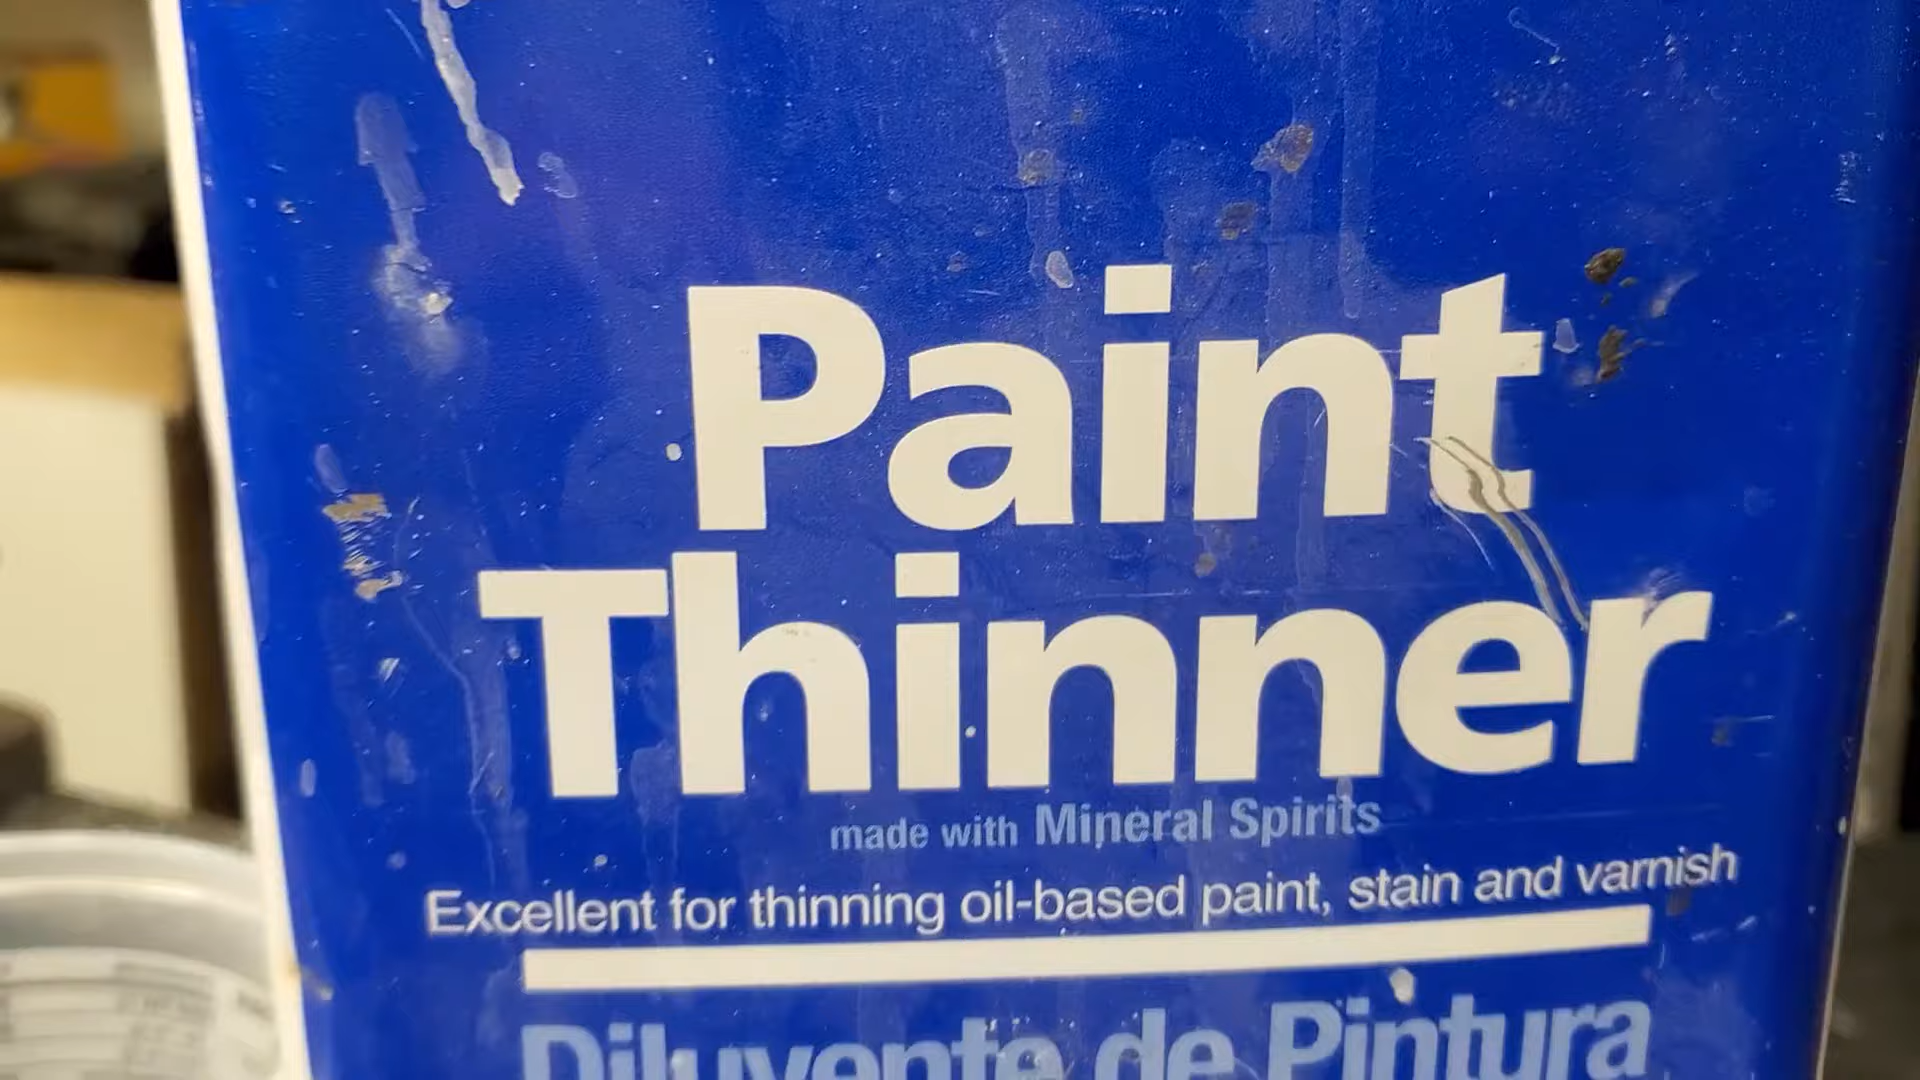 Paint
Thinner
made with Mineral Spirits
Excellent for thinning oil-based paint, stain and varnish
Diluyente de Pintura